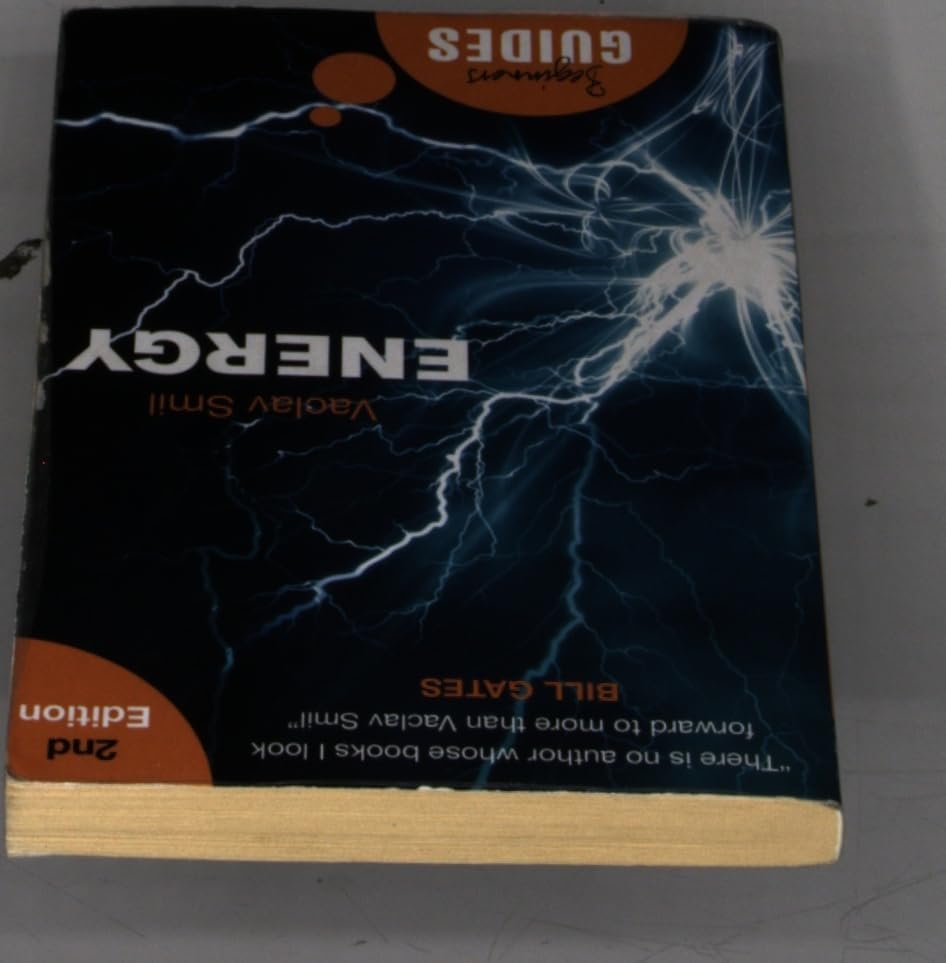 "There is no author whose books I look
forward to more than Vaclav Smil"
BILL GATES
2nd
Edition
Vaclav Smil
ENERGY
Beginners
GUIDES